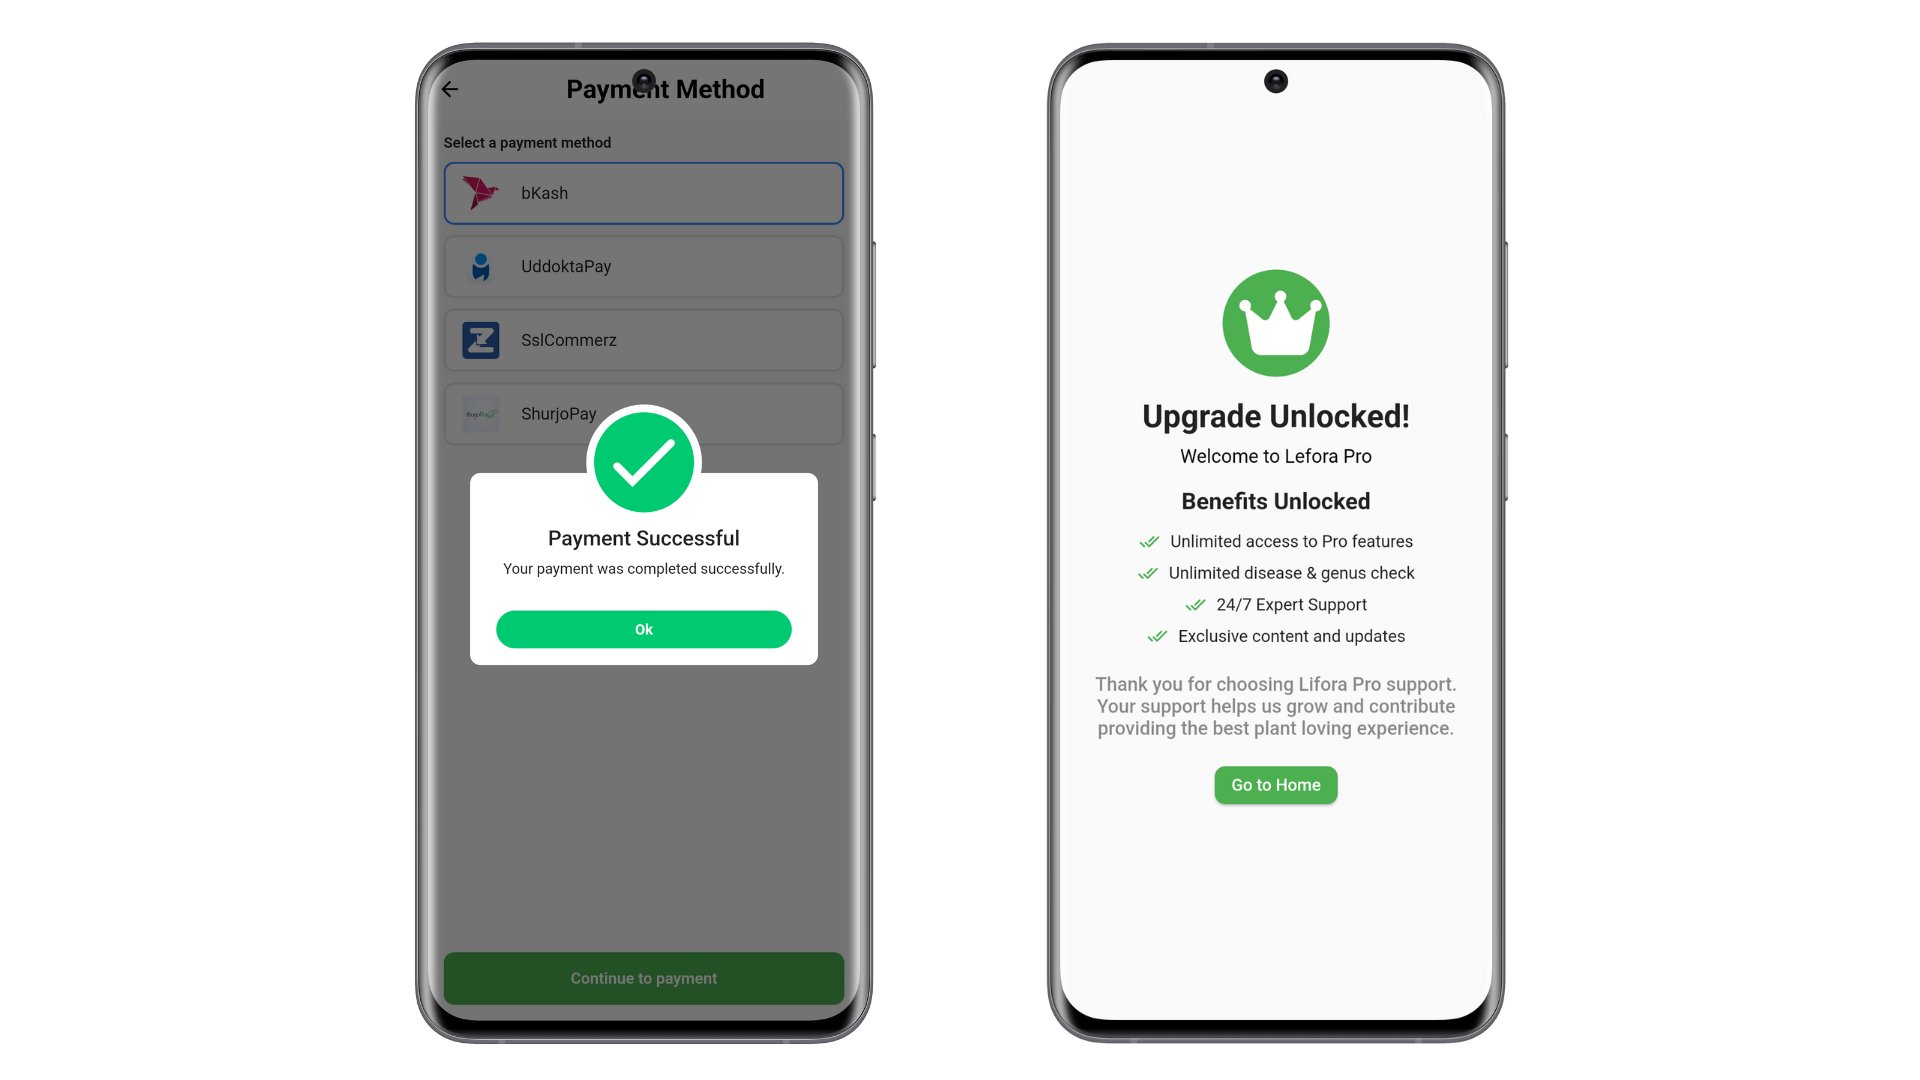 Payment Method
Select a payment method
bKash
UddoktaPay
SslCommerz
shurjoPay
ShurjoPay
Payment Successful
Your payment was completed successfully.
Ok
Continue to payment
Upgrade Unlocked!
Welcome to Lefora Pro
Benefits Unlocked
Unlimited access to Pro features
Unlimited disease & genus check
24/7 Expert Support
Exclusive content and updates
Thank you for choosing Lifora Pro support.
Your support helps us grow and contribute
providing the best plant loving experience.
Go to Home